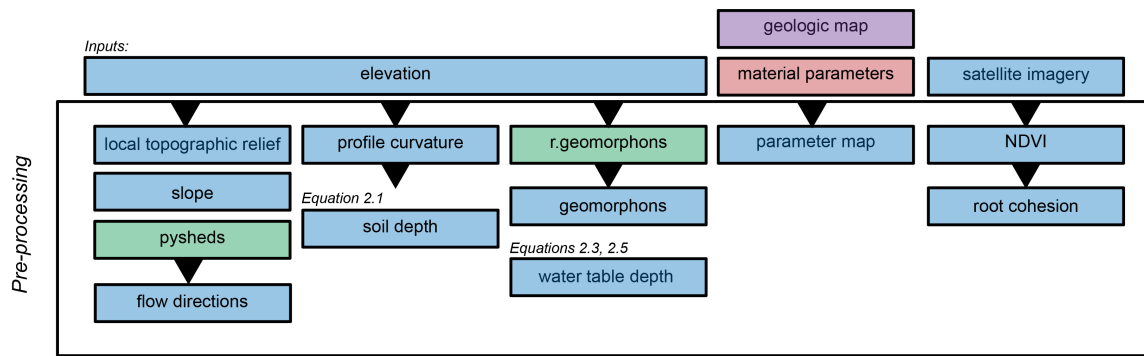 geologic map
Inputs:
elevation
material parameters
satellite imagery
Pre-processing
local topographic relief
profile curvature
r.geomorphons
parameter map
NDVI
slope
Equation 2.1
geomorphons
root cohesion
pysheds
soil depth
Equations 2.3, 2.5
water table depth
flow directions